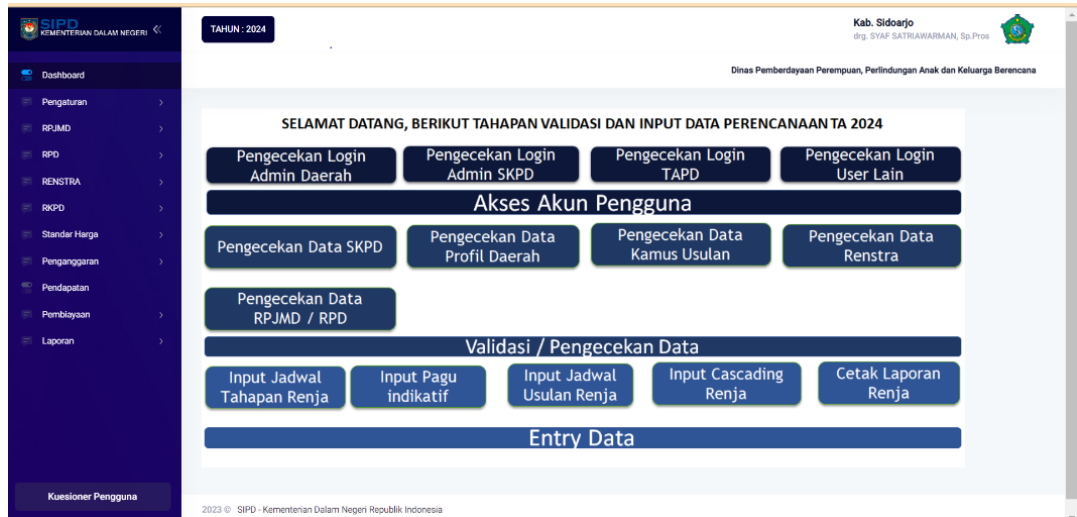 SIPD
KEMENTERIAN DALAM NEGERI
TAHUN : 2024
Kab. Sidoarjo
drg. SYAF SATRIAWARMAN, Sp.Pros
Dinas Pemberdayaan Perempuan, Perlindungan Anak dan Keluarga Berencana
Dashboard
Pengaturan
RPJMD
RPD
RENSTRA
RKPD
Standar Harga
Penganggaran
Pendapatan
Pembiayaan
Laporan
Kuesioner Pengguna
SELAMAT DATANG, BERIKUT TAHAPAN VALIDASI DAN INPUT DATA PERENCANAAN TA 2024
Pengecekan Login
Admin Daerah
Pengecekan Login
Admin SKPD
Pengecekan Login
TAPD
Pengecekan Login
User Lain
Akses Akun Pengguna
Pengecekan Data SKPD
Pengecekan Data
Profil Daerah
Pengecekan Data
Kamus Usulan
Pengecekan Data
Renstra
Pengecekan Data
RPJMD / RPD
Validasi / Pengecekan Data
Input Jadwal
Tahapan Renja
Input Pagu
indikatif
Input Jadwal
Usulan Renja
Input Cascading
Renja
Cetak Laporan
Renja
Entry Data
2023 © SIPD - Kementerian Dalam Negeri Republik Indonesia